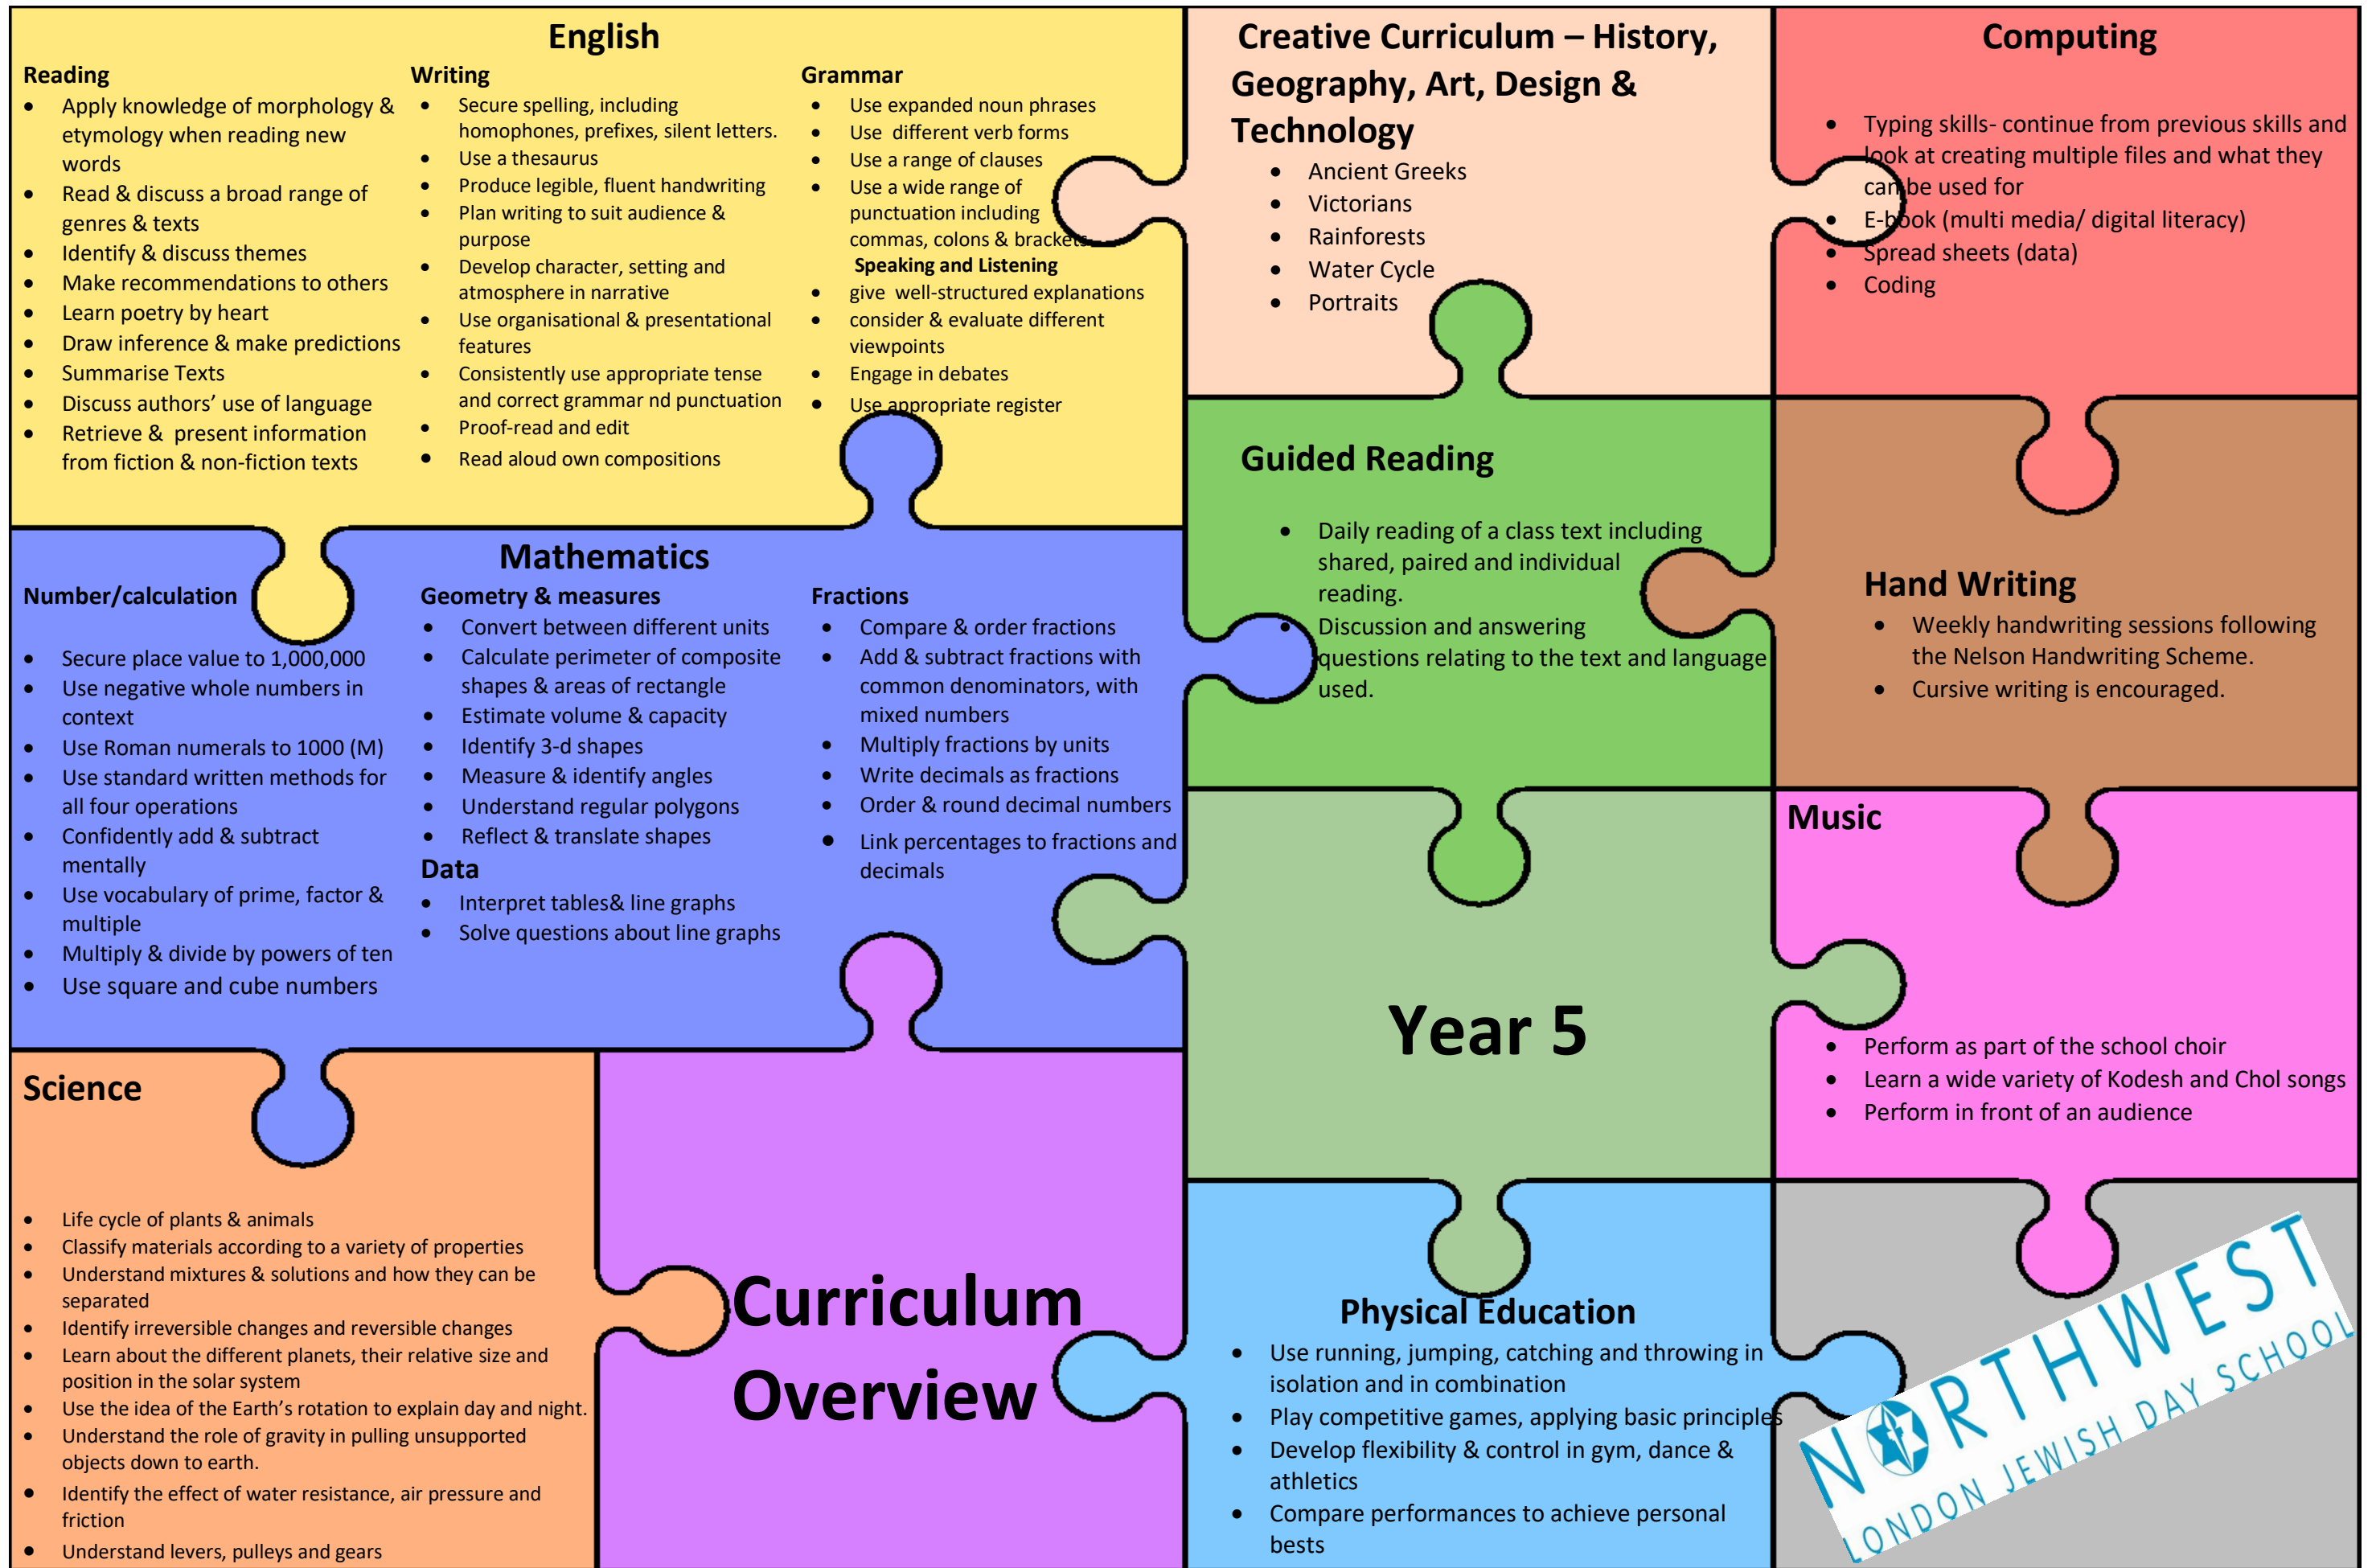 English
Reading
• Apply knowledge of morphology &
etymology when reading new
words
• Read & discuss a broad range of
genres & texts
• Identify & discuss themes
• Make recommendations to others
• Learn poetry by heart
• Draw inference & make predictions
• Summarise Texts
• Discuss authors’ use of language
• Retrieve & present information
from fiction & non-fiction texts
Writing
• Secure spelling, including
homophones, prefixes, silent letters.
• Use a thesaurus
• Produce legible, fluent handwriting
• Plan writing to suit audience &
purpose
• Develop character, setting and
atmosphere in narrative
• Use organisational & presentational
features
• Consistently use appropriate tense
and correct grammar nd punctuation
• Proof-read and edit
• Read aloud own compositions
Grammar
• Use expanded noun phrases
• Use different verb forms
• Use a range of clauses
• Use a wide range of
punctuation including
commas, colons & brackets
Speaking and Listening
• give well-structured explanations
• consider & evaluate different
viewpoints
• Engage in debates
• Use appropriate register
Creative Curriculum – History,
Geography, Art, Design &
Technology
• Ancient Greeks
• Victorians
• Rainforests
• Water Cycle
• Portraits
Computing
• Typing skills- continue from previous skills and
look at creating multiple files and what they
can be used for
• E-book (multi media/ digital literacy)
• Spread sheets (data)
• Coding
Guided Reading
• Daily reading of a class text including
shared, paired and individual
reading.
• Discussion and answering
questions relating to the text and language
used.
Hand Writing
• Weekly handwriting sessions following
the Nelson Handwriting Scheme.
• Cursive writing is encouraged.
Mathematics
Number/calculation
• Secure place value to 1,000,000
• Use negative whole numbers in
context
• Use Roman numerals to 1000 (M)
• Use standard written methods for
all four operations
• Confidently add & subtract
mentally
• Use vocabulary of prime, factor &
multiple
• Multiply & divide by powers of ten
• Use square and cube numbers
Geometry & measures
• Convert between different units
• Calculate perimeter of composite
shapes & areas of rectangle
• Estimate volume & capacity
• Identify 3-d shapes
• Measure & identify angles
• Understand regular polygons
• Reflect & translate shapes
Data
• Interpret tables& line graphs
• Solve questions about line graphs
Fractions
• Compare & order fractions
• Add & subtract fractions with
common denominators, with
mixed numbers
• Multiply fractions by units
• Write decimals as fractions
• Order & round decimal numbers
• Link percentages to fractions and
decimals
Year 5
Music
• Perform as part of the school choir
• Learn a wide variety of Kodesh and Chol songs
• Perform in front of an audience
Science
• Life cycle of plants & animals
• Classify materials according to a variety of properties
• Understand mixtures & solutions and how they can be
separated
• Identify irreversible changes and reversible changes
• Learn about the different planets, their relative size and
position in the solar system
• Use the idea of the Earth’s rotation to explain day and night.
• Understand the role of gravity in pulling unsupported
objects down to earth.
• Identify the effect of water resistance, air pressure and
friction
• Understand levers, pulleys and gears
Curriculum
Overview
Physical Education
• Use running, jumping, catching and throwing in
isolation and in combination
• Play competitive games, applying basic principles
• Develop flexibility & control in gym, dance &
athletics
• Compare performances to achieve personal
bests
NORTHWEST
LONDON JEWISH DAY SCHOOL